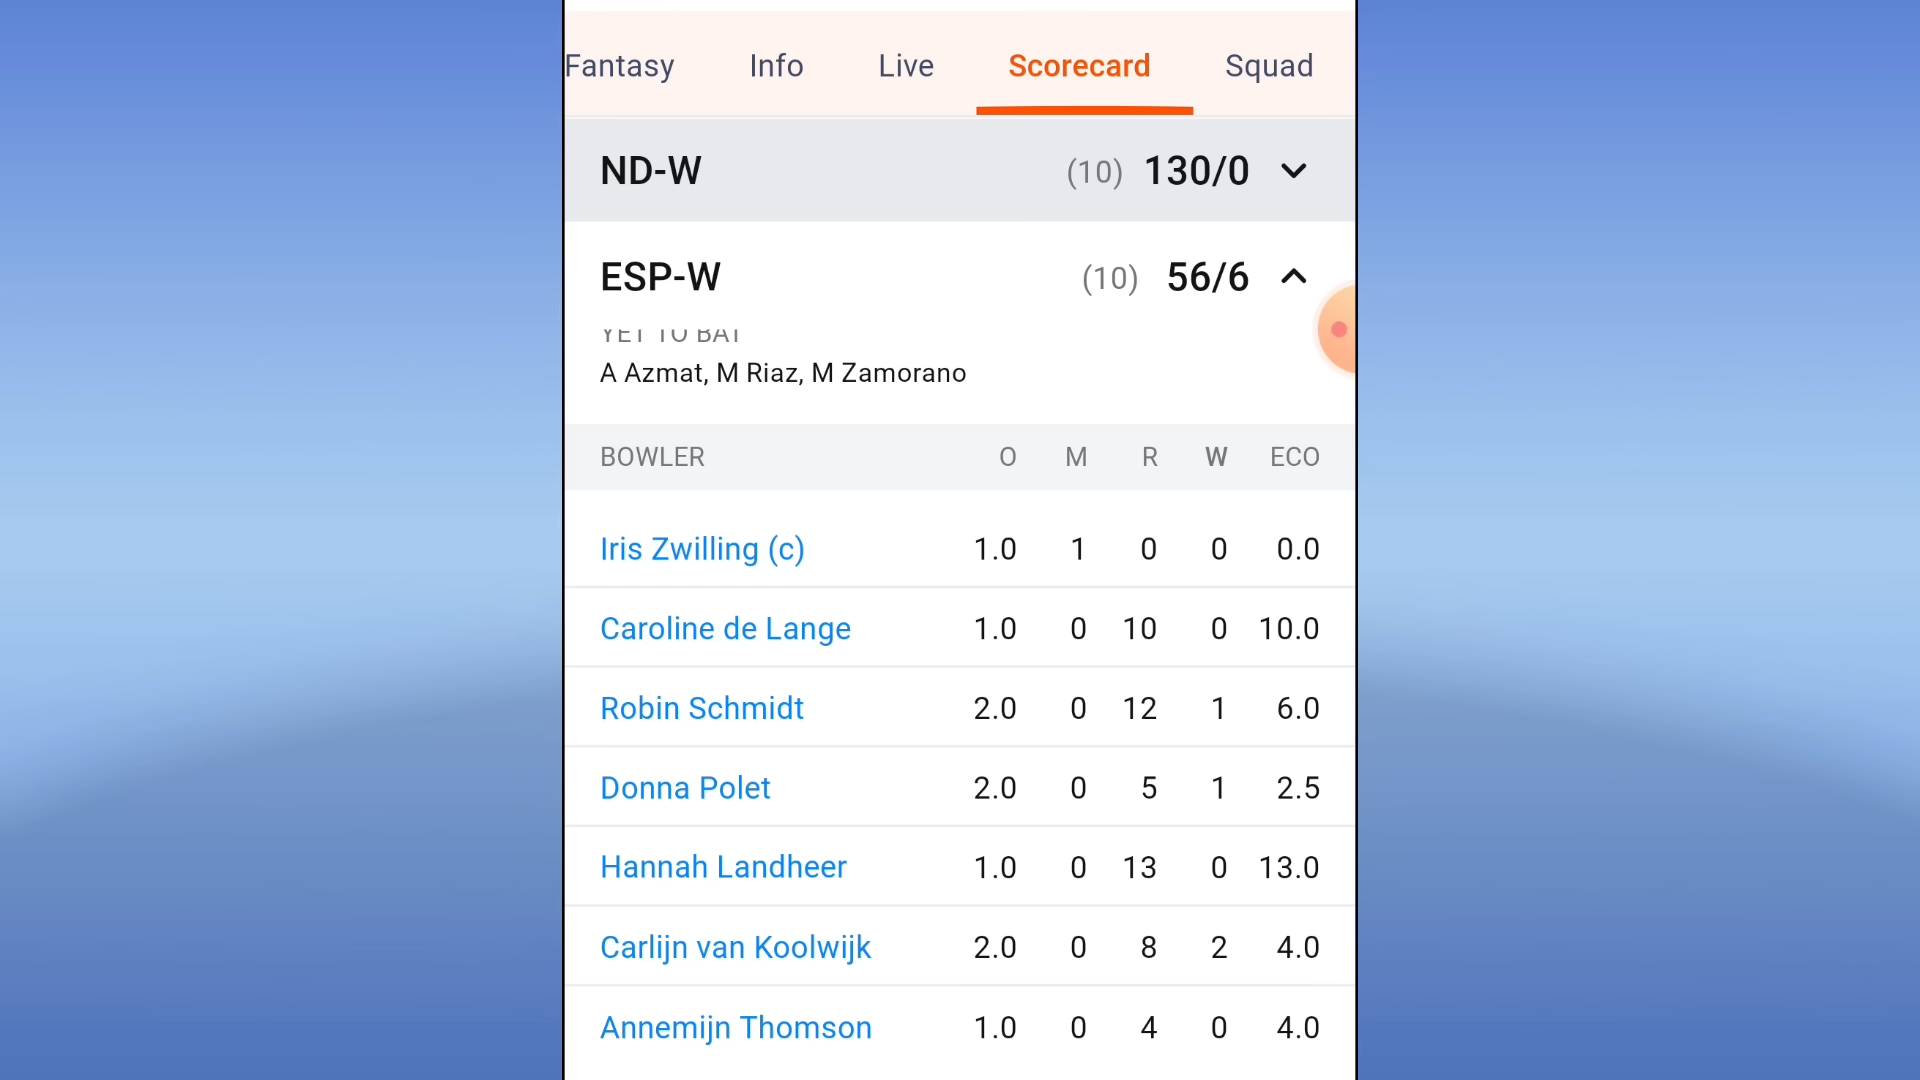 Fantasy Info Live Scorecard Squad
ND-W (10) 130/0
ESP-W (10) 56/6
YET TO BAT
A Azmat, M Riaz, M Zamorano
BOWLER O M R W ECO
Iris Zwilling (c) 1.0 1 0 0 0.0
Caroline de Lange 1.0 0 10 0 10.0
Robin Schmidt 2.0 0 12 1 6.0
Donna Polet 2.0 0 5 1 2.5
Hannah Landheer 1.0 0 13 0 13.0
Carlijn van Koolwijk 2.0 0 8 2 4.0
Annemijn Thomson 1.0 0 4 0 4.0